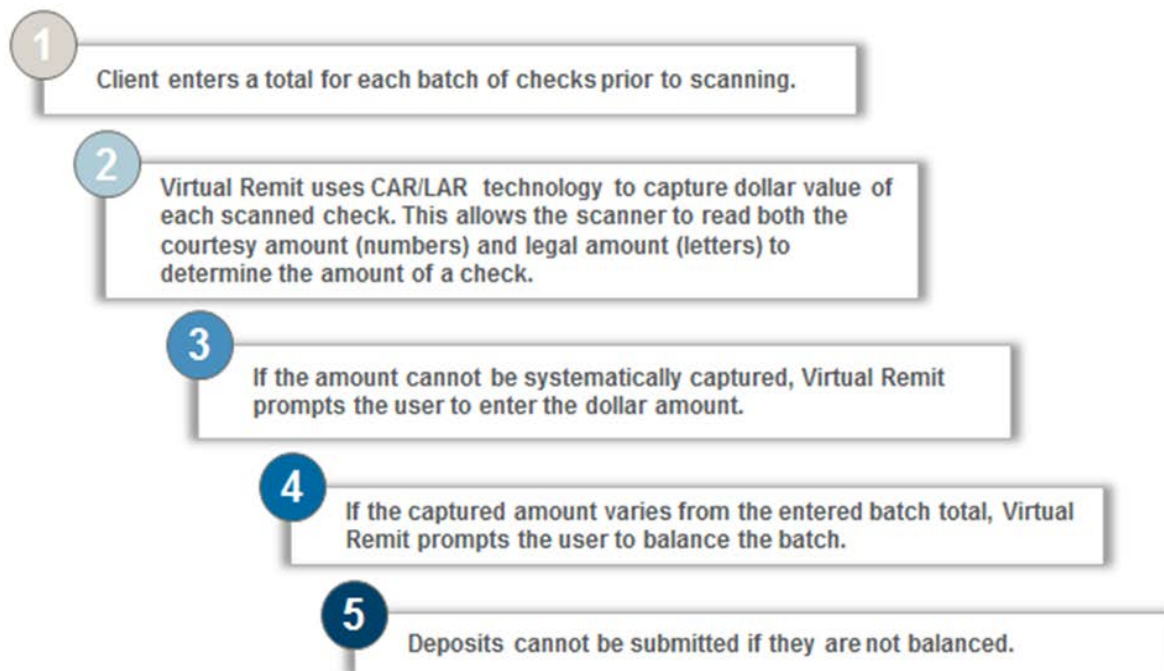 1
Client enters a total for each batch of checks prior to scanning.
2
Virtual Remit uses CAR/LAR technology to capture dollar value of
each scanned check. This allows the scanner to read both the
courtesy amount (numbers) and legal amount (letters) to
determine the amount of a check.
3
If the amount cannot be systematically captured, Virtual Remit
prompts the user to enter the dollar amount.
4
If the captured amount varies from the entered batch total, Virtual
Remit prompts the user to balance the batch.
5
Deposits cannot be submitted if they are not balanced.